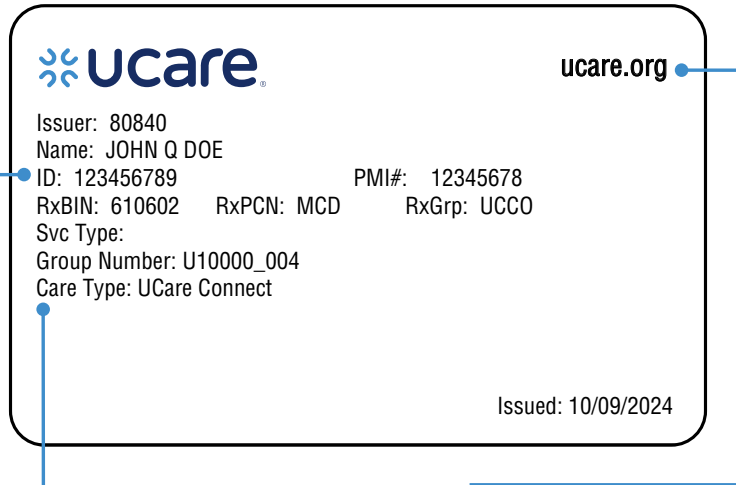 ucare®
ucare.org
Issuer: 80840
Name: JOHN Q DOE
ID: 123456789 PMI#: 12345678
RxBIN: 610602 RxPCN: MCD RxGrp: UCCO
Svc Type:
Group Number: U10000_004
Care Type: UCare Connect
Issued: 10/09/2024